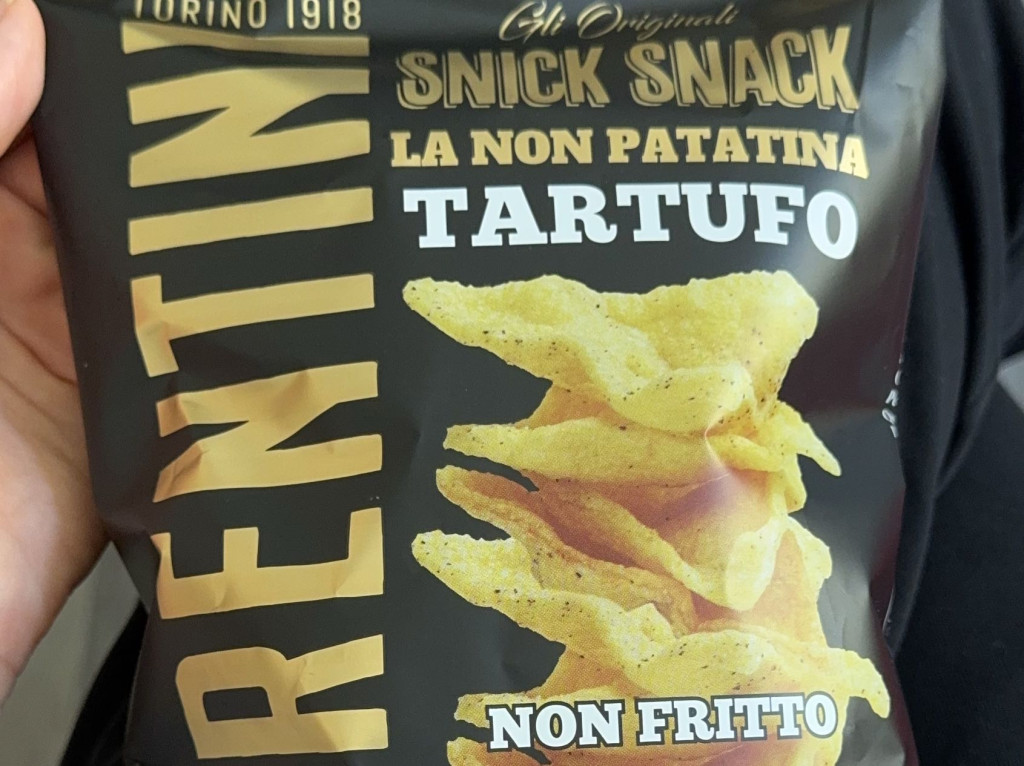 TORINO 1918
RENTINI
Gli Originali
SNICK SNACK
LA NON PATATINA
TARTUFO
NON FRITTO